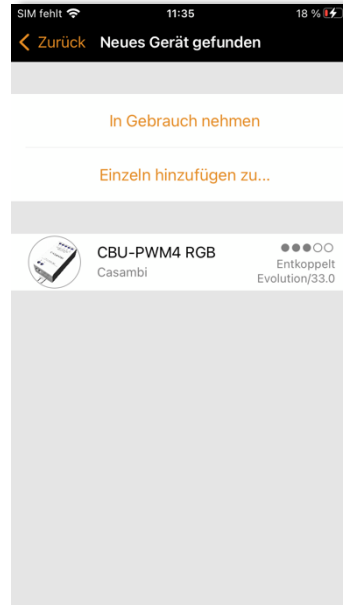 SIM fehlt 11:35 18 %
Zurück Neues Gerät gefunden
In Gebrauch nehmen
Einzeln hinzufügen zu...
CBU-PWM4 RGB
Casambi
Entkoppelt
Evolution/33.0